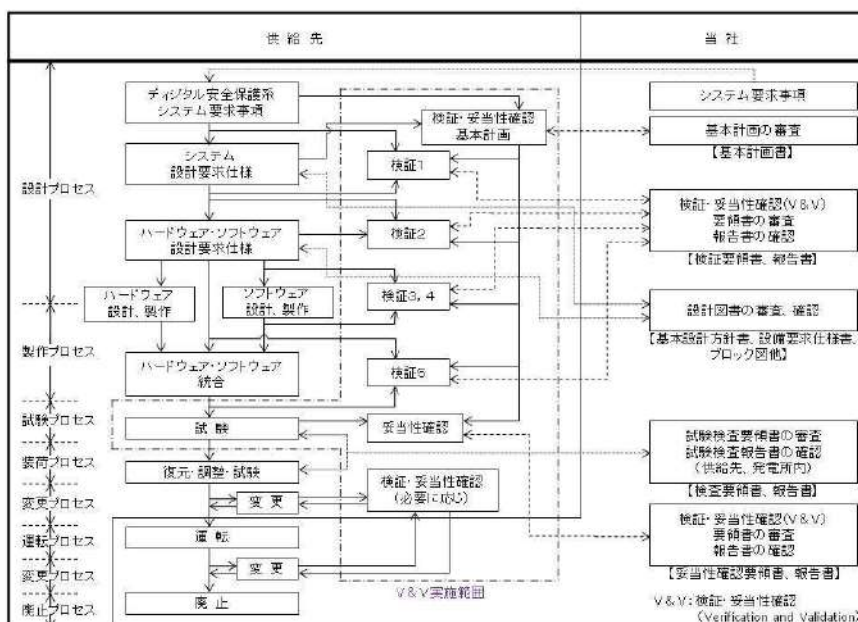 供給先
当社
設計プロセス
製作プロセス
試験プロセス
装荷プロセス
変更プロセス
運転プロセス
変更プロセス
廃止プロセス
ディジタル安全保護系
システム要求事項
システム
設計要求仕様
ハードウェア・ソフトウェア
設計要求仕様
ハードウェア
設計、製作
ソフトウェア
設計、製作
ハードウェア・ソフトウェア
統合
試験
復元・調整・試験
変更
運転
変更
廃止
検証・妥当性確認
基本計画
検証1
検証2
検証3,4
検証5
妥当性確認
検証・妥当性確認
(必要に応じ)
V&V実施範囲
システム要求事項
基本計画の審査
【基本計画書】
検証・妥当性確認(V&V)
要領書の審査
報告書の確認
【検証要領書、報告書】
設計図書の審査、確認
【基本設計方針書、設備要求仕様書、
ブロック図他】
試験検査要領書の審査
試験検査報告書の確認
(供給先、発電所内)
【検査要領書、報告書】
検証・妥当性確認(V&V)
要領書の審査
報告書の確認
【妥当性確認要領書、報告書】
V&V:検証・妥当性確認
(Verification and Validation)